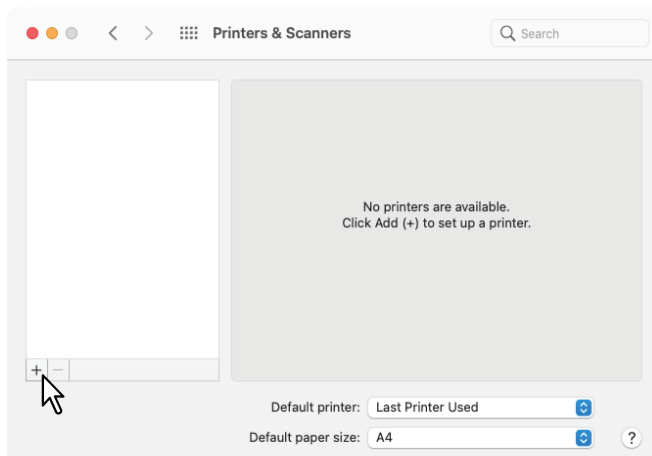 Printers & Scanners
Search
No printers are available.
Click Add (+) to set up a printer.
+ −
Default printer: Last Printer Used
Default paper size: A4
?